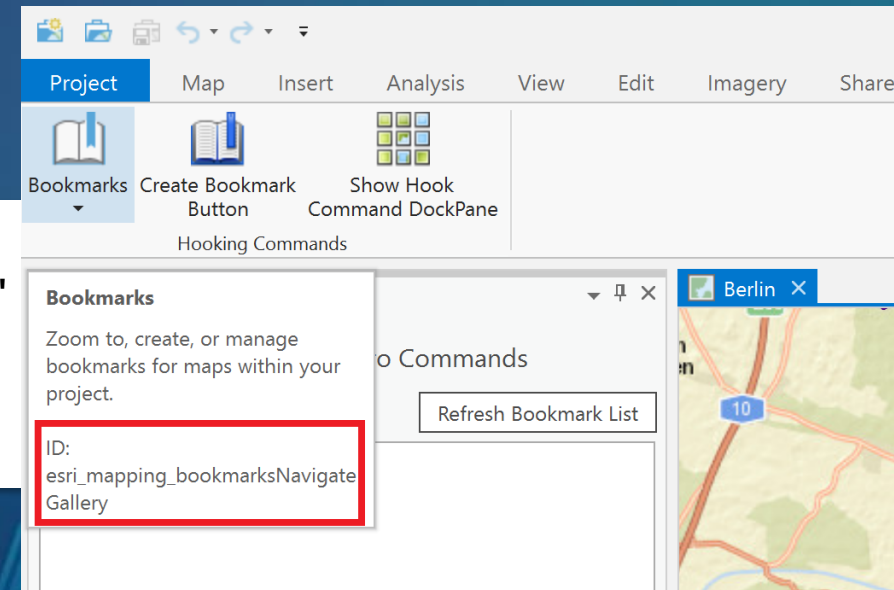 Project Map Insert Analysis View Edit Imagery Share
Bookmarks
Create Bookmark
Button
Show Hook
Command DockPane
Hooking Commands
Bookmarks
Zoom to, create, or manage
bookmarks for maps within your
project.
ID:
esri_mapping_bookmarksNavigate
Gallery
o Commands
Refresh Bookmark List
Berlin
10
en